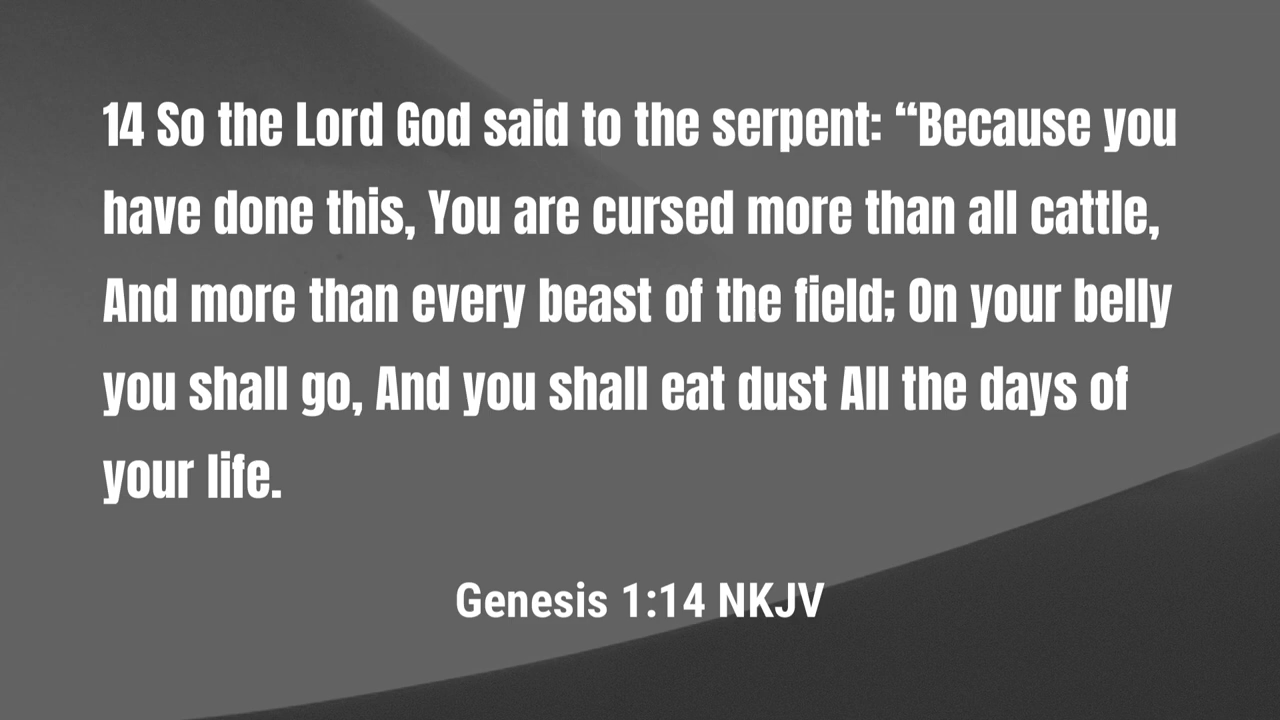 14 So the Lord God said to the serpent: “Because you
have done this, You are cursed more than all cattle,
And more than every beast of the field; On your belly
you shall go, And you shall eat dust All the days of
your life.
Genesis 1:14 NKJV